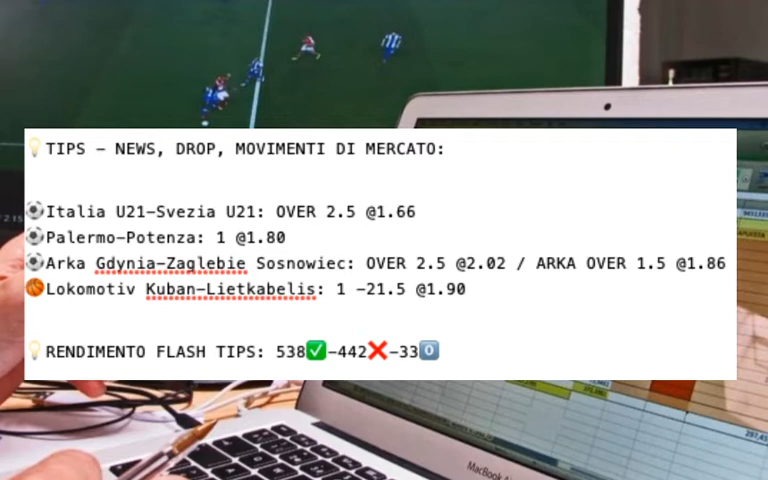 💡TIPS – NEWS, DROP, MOVIMENTI DI MERCATO:
⚽Italia U21–Svezia U21: OVER 2.5 @1.66
⚽Palermo–Potenza: 1 @1.80
⚽Arka Gdynia–Zaglebie Sosnowiec: OVER 2.5 @2.02 / ARKA OVER 1.5 @1.86
🏀Lokomotiv Kuban–Lietkabelis: 1 –21.5 @1.90
💡RENDIMENTO FLASH TIPS: 538✅–442❌–330️⃣